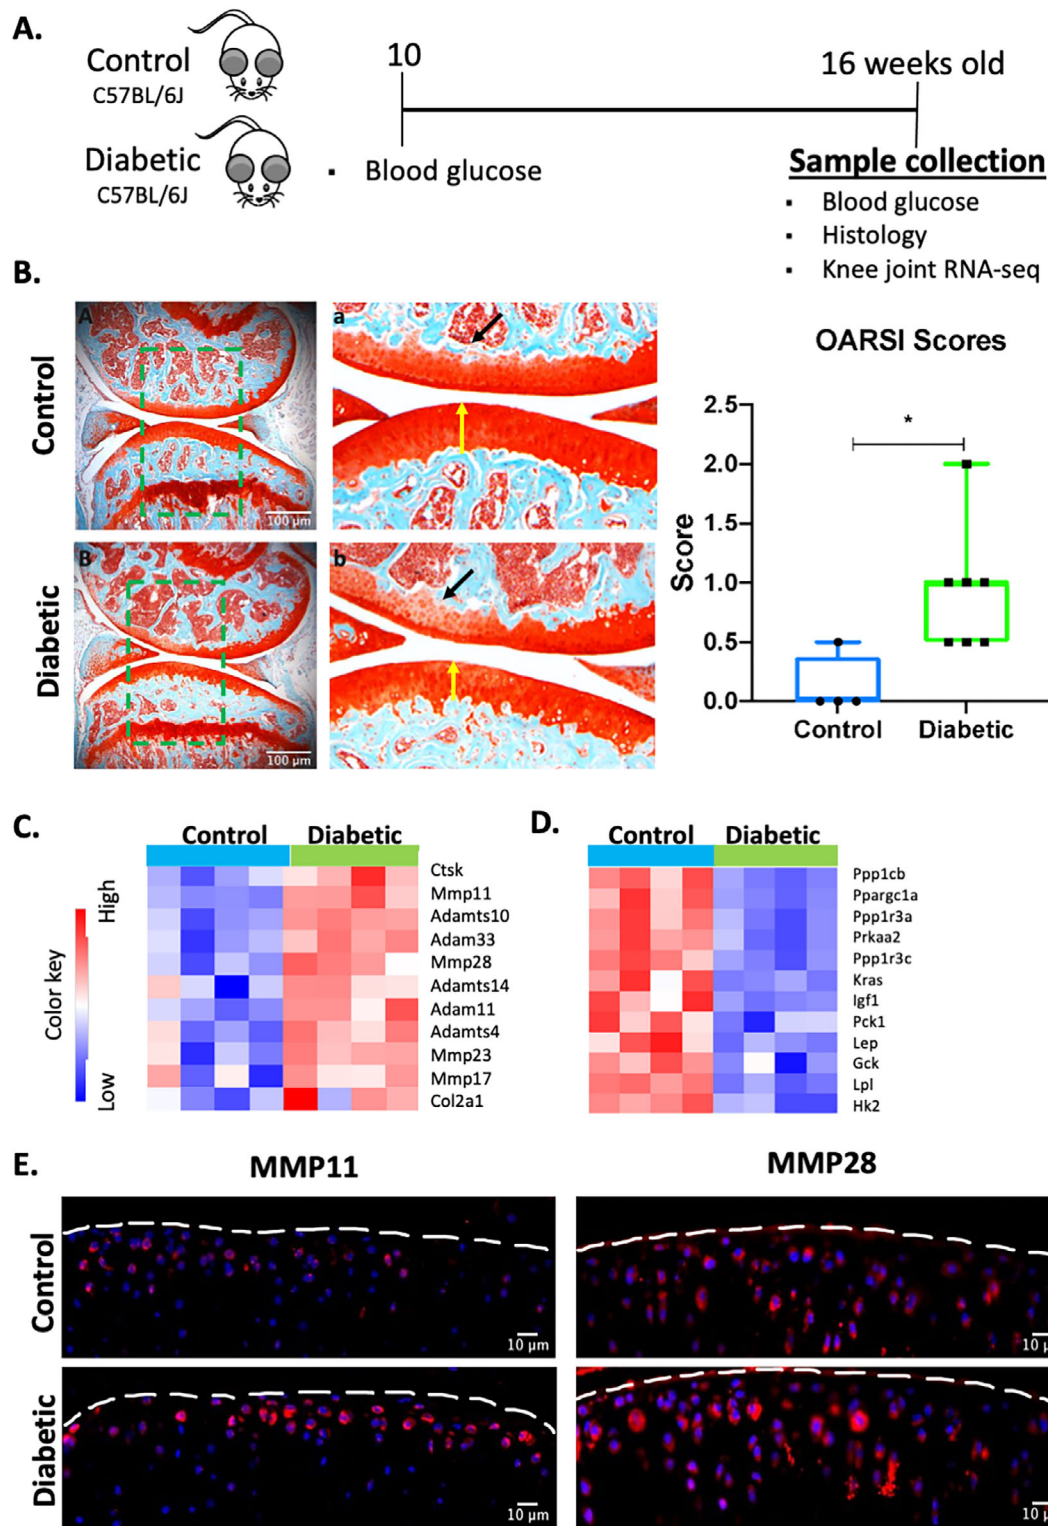 A.
Control
C57BL/6J
Diabetic
C57BL/6J
10
16 weeks old
▪ Blood glucose
Sample collection
▪ Blood glucose
▪ Histology
▪ Knee joint RNA-seq
B.
Control
A
100 µm
a
Diabetic
B
100 µm
b
OARSI Scores
Score
2.5
2.0
1.5
1.0
0.5
0.0
*
Control
Diabetic
C.
Control
Diabetic
Color key
High
Low
Ctsk
Mmp11
Adamts10
Adam33
Mmp28
Adamts14
Adam11
Adamts4
Mmp23
Mmp17
Col2a1
D.
Control
Diabetic
Ppp1cb
Ppargc1a
Ppp1r3a
Prkaa2
Ppp1r3c
Kras
Igf1
Pck1
Lep
Gck
Lpl
Hk2
E.
MMP11
MMP28
Control
10 µm
10 µ
Diabetic
10 µm
10 µ